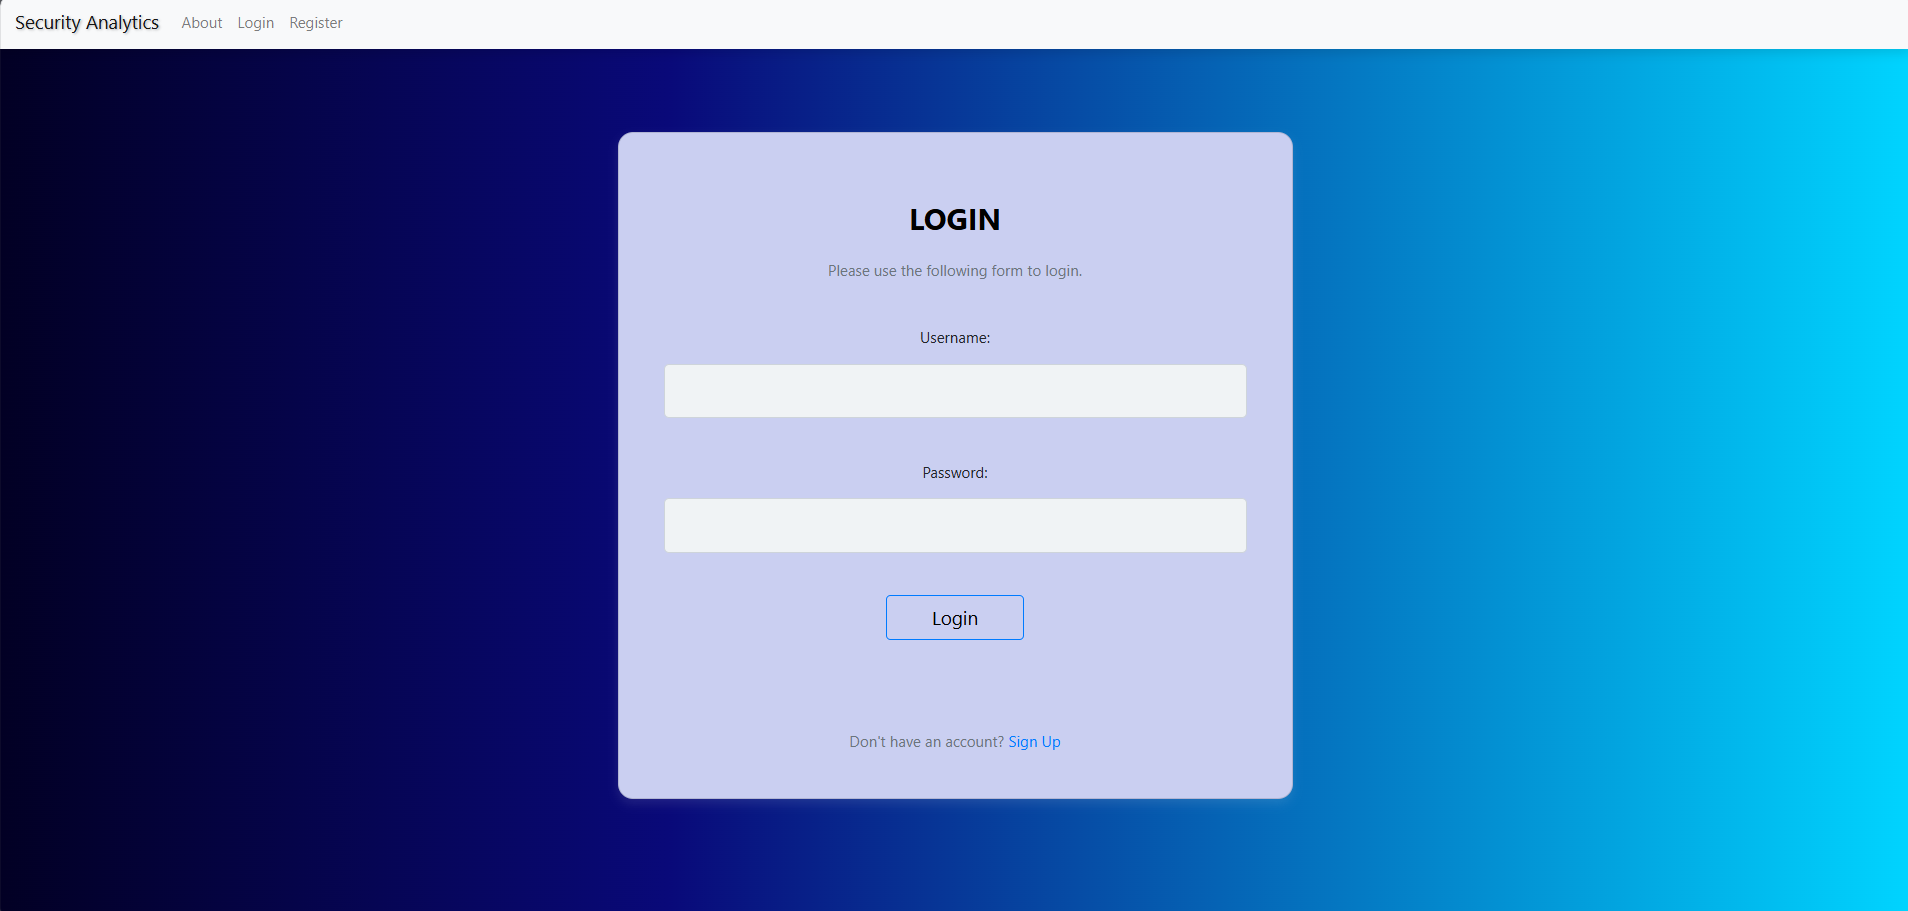 Security Analytics About Login Register
LOGIN
Please use the following form to login.
Username:
Password:
Login
Don't have an account? Sign Up